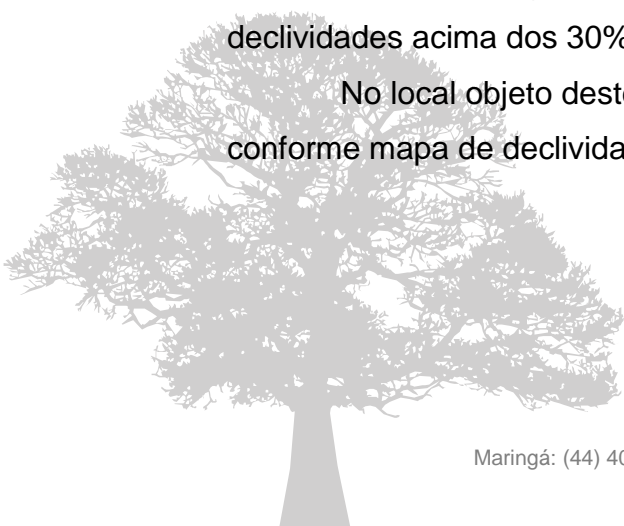 declividades acima dos 30%
No local objeto deste
conforme mapa de declivida
Maringá: (44) 40